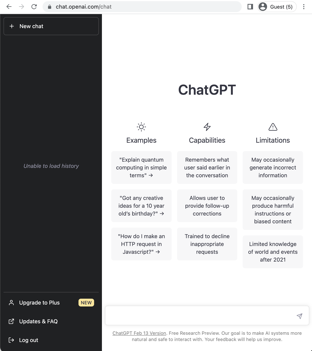 chat.openai.com/chat
Guest (5)
+ New chat
Unable to load history
Upgrade to Plus
NEW
Updates & FAQ
Log out
ChatGPT
Examples
"Explain quantum
computing in simple
terms" →
"Got any creative
ideas for a 10 year
old's birthday?" →
"How do I make an
HTTP request in
Javascript?" →
Capabilities
Remembers what
user said earlier in
the conversation
Allows user to
provide follow-up
corrections
Trained to decline
inappropriate
requests
Limitations
May occasionally
generate incorrect
information
May occasionally
produce harmful
instructions or
biased content
Limited knowledge
of world and events
after 2021
ChatGPT Feb 13 Version. Free Research Preview. Our goal is to make AI systems more
natural and safe to interact with. Your feedback will help us improve.